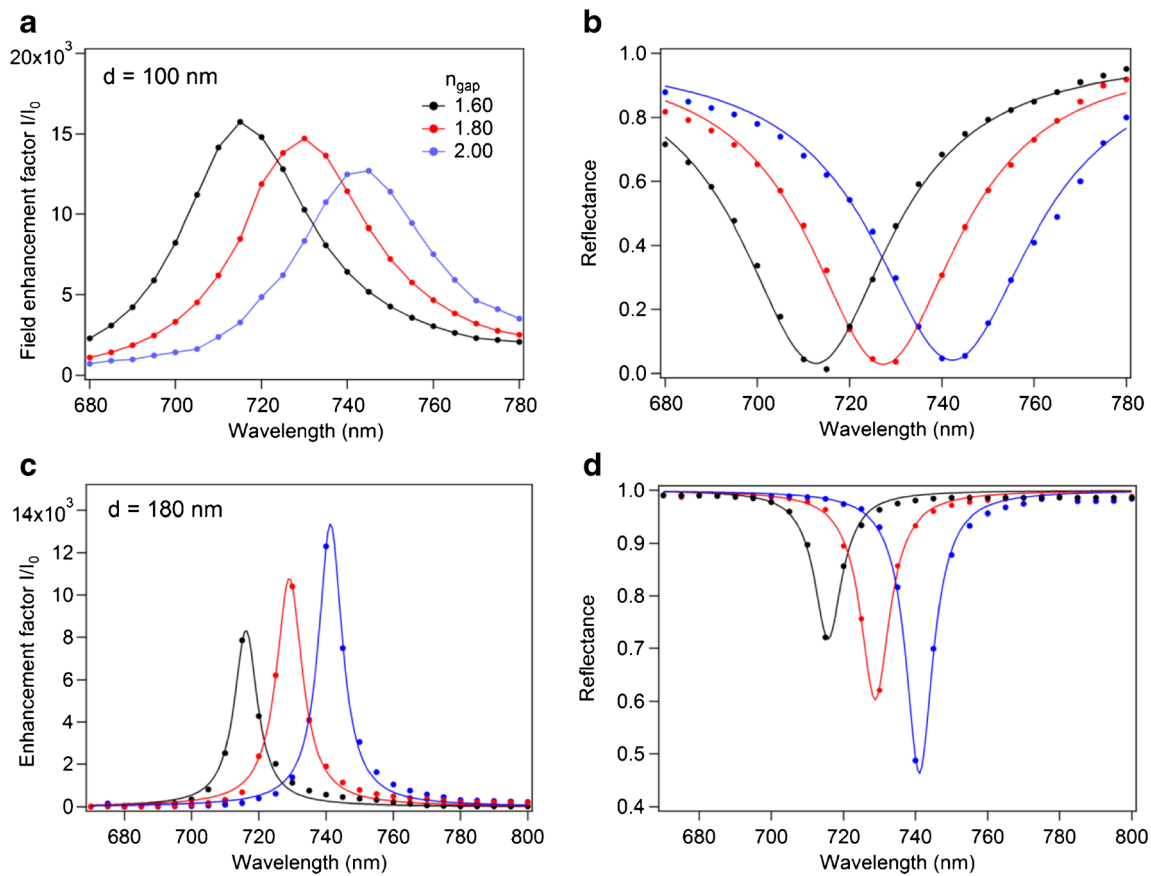 a
20x10³
15
10
5
0
Field enhancement factor I/I₀
d = 100 nm
n_gap
1.60
1.80
2.00
680 700 720 740 760 780
Wavelength (nm)
b
1.0
0.8
0.6
0.4
0.2
0.0
Reflectance
680 700 720 740 760 780
Wavelength (nm)
c
14x10³
12
10
8
6
4
2
0
Enhancement factor I/I₀
d = 180 nm
680 700 720 740 760 780 800
Wavelength (nm)
d
1.0
0.9
0.8
0.7
0.6
0.5
0.4
Reflectance
680 700 720 740 760 780 800
Wavelength (nm)